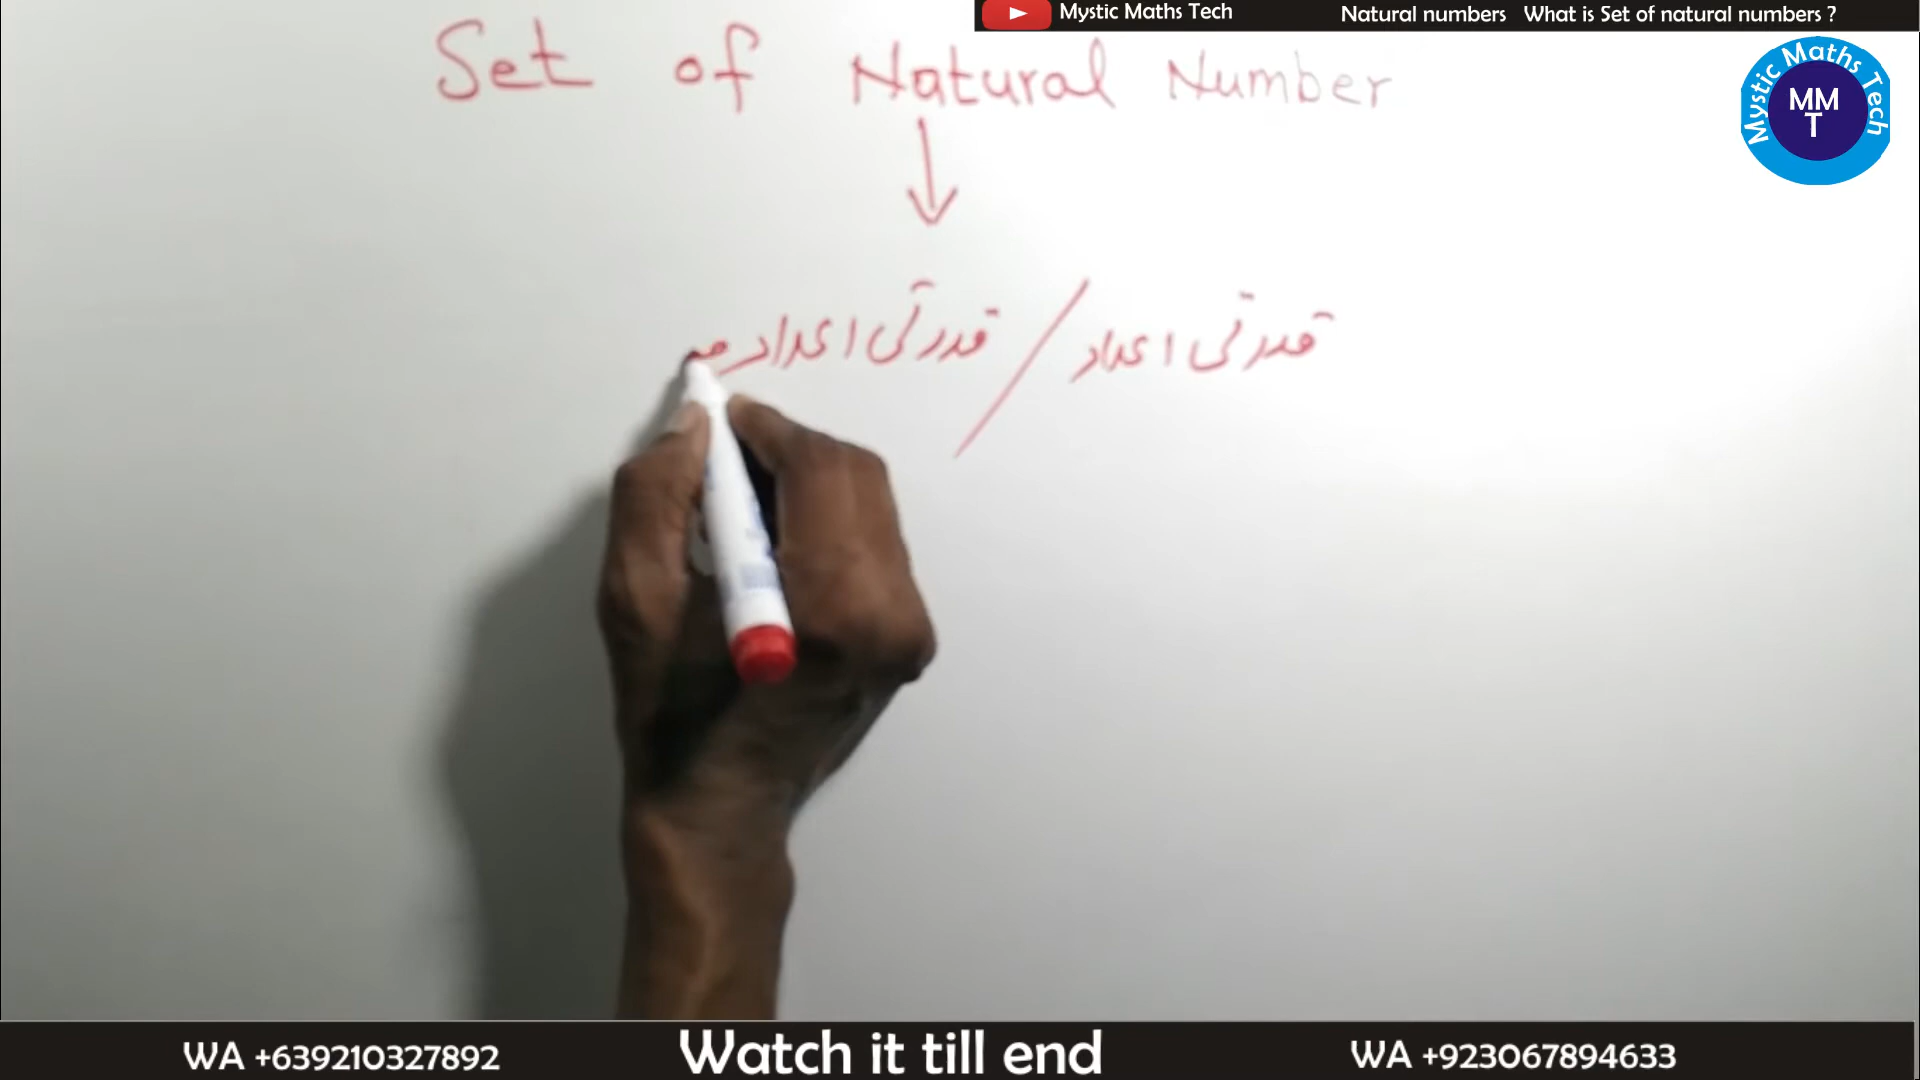 Mystic Maths Tech Natural numbers What is Set of natural numbers ?
Mystic Maths Tech
MM
T
Set of Natural Number
قدرتی اعداد / قدرتی اعداد
WA +639210327892 Watch it till end WA +923067894633